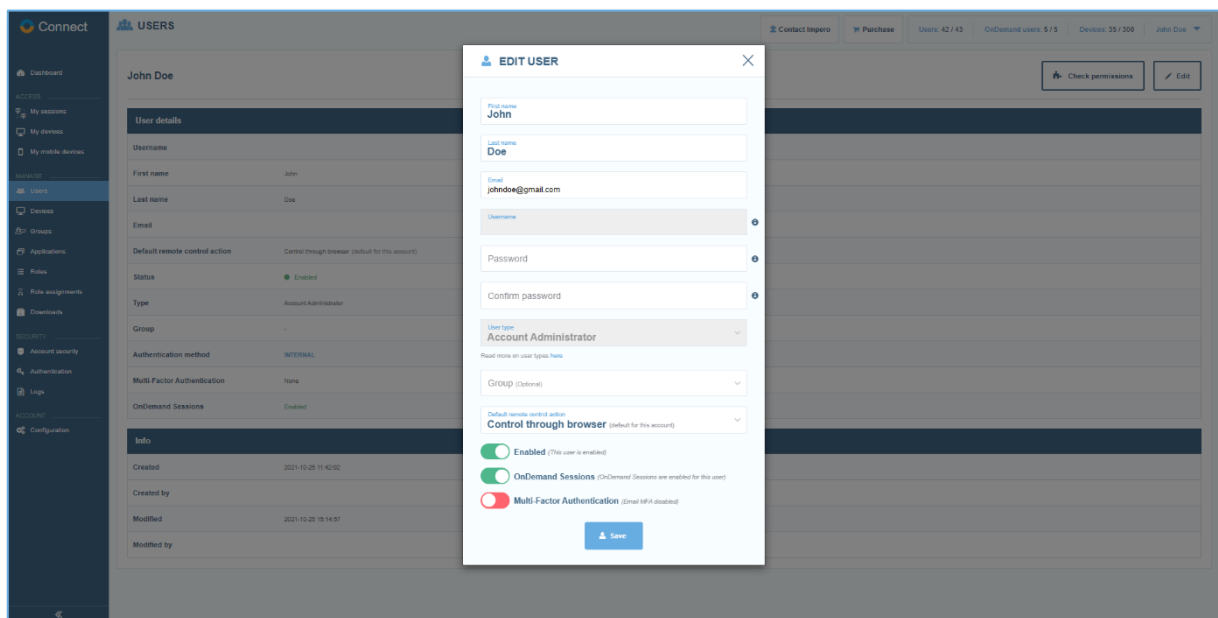 Connect
USERS
Contact Impero
Purchase
Users: 42 / 43
OnDemand users: 5 / 5
Devices: 35 / 300
John Doe
Dashboard
ACCESS
My sessions
My devices
My mobile devices
MANAGE
Users
Devices
Groups
Applications
Roles
Role assignments
Downloads
SECURITY
Account security
Authentication
Logs
ACCOUNT
Configuration
John Doe
Check permissions
Edit
User details
Username
First name John
Last name Doe
Email
Default remote control action Control through browser (default for this account)
Status Enabled
Type Account Administrator
Group -
Authentication method INTERNAL
Multi-Factor Authentication None
OnDemand Sessions Enabled
Info
Created 2021-10-25 11:42:02
Created by
Modified 2021-10-25 15:14:57
Modified by
EDIT USER
First name
John
Last name
Doe
Email
johndoe@gmail.com
Username
Password
Confirm password
User type
Account Administrator
Read more on user types here
Group (Optional)
Default remote control action
Control through browser (default for this account)
Enabled (This user is enabled)
OnDemand Sessions (OnDemand Sessions are enabled for this user)
Multi-Factor Authentication (Email MFA disabled)
Save